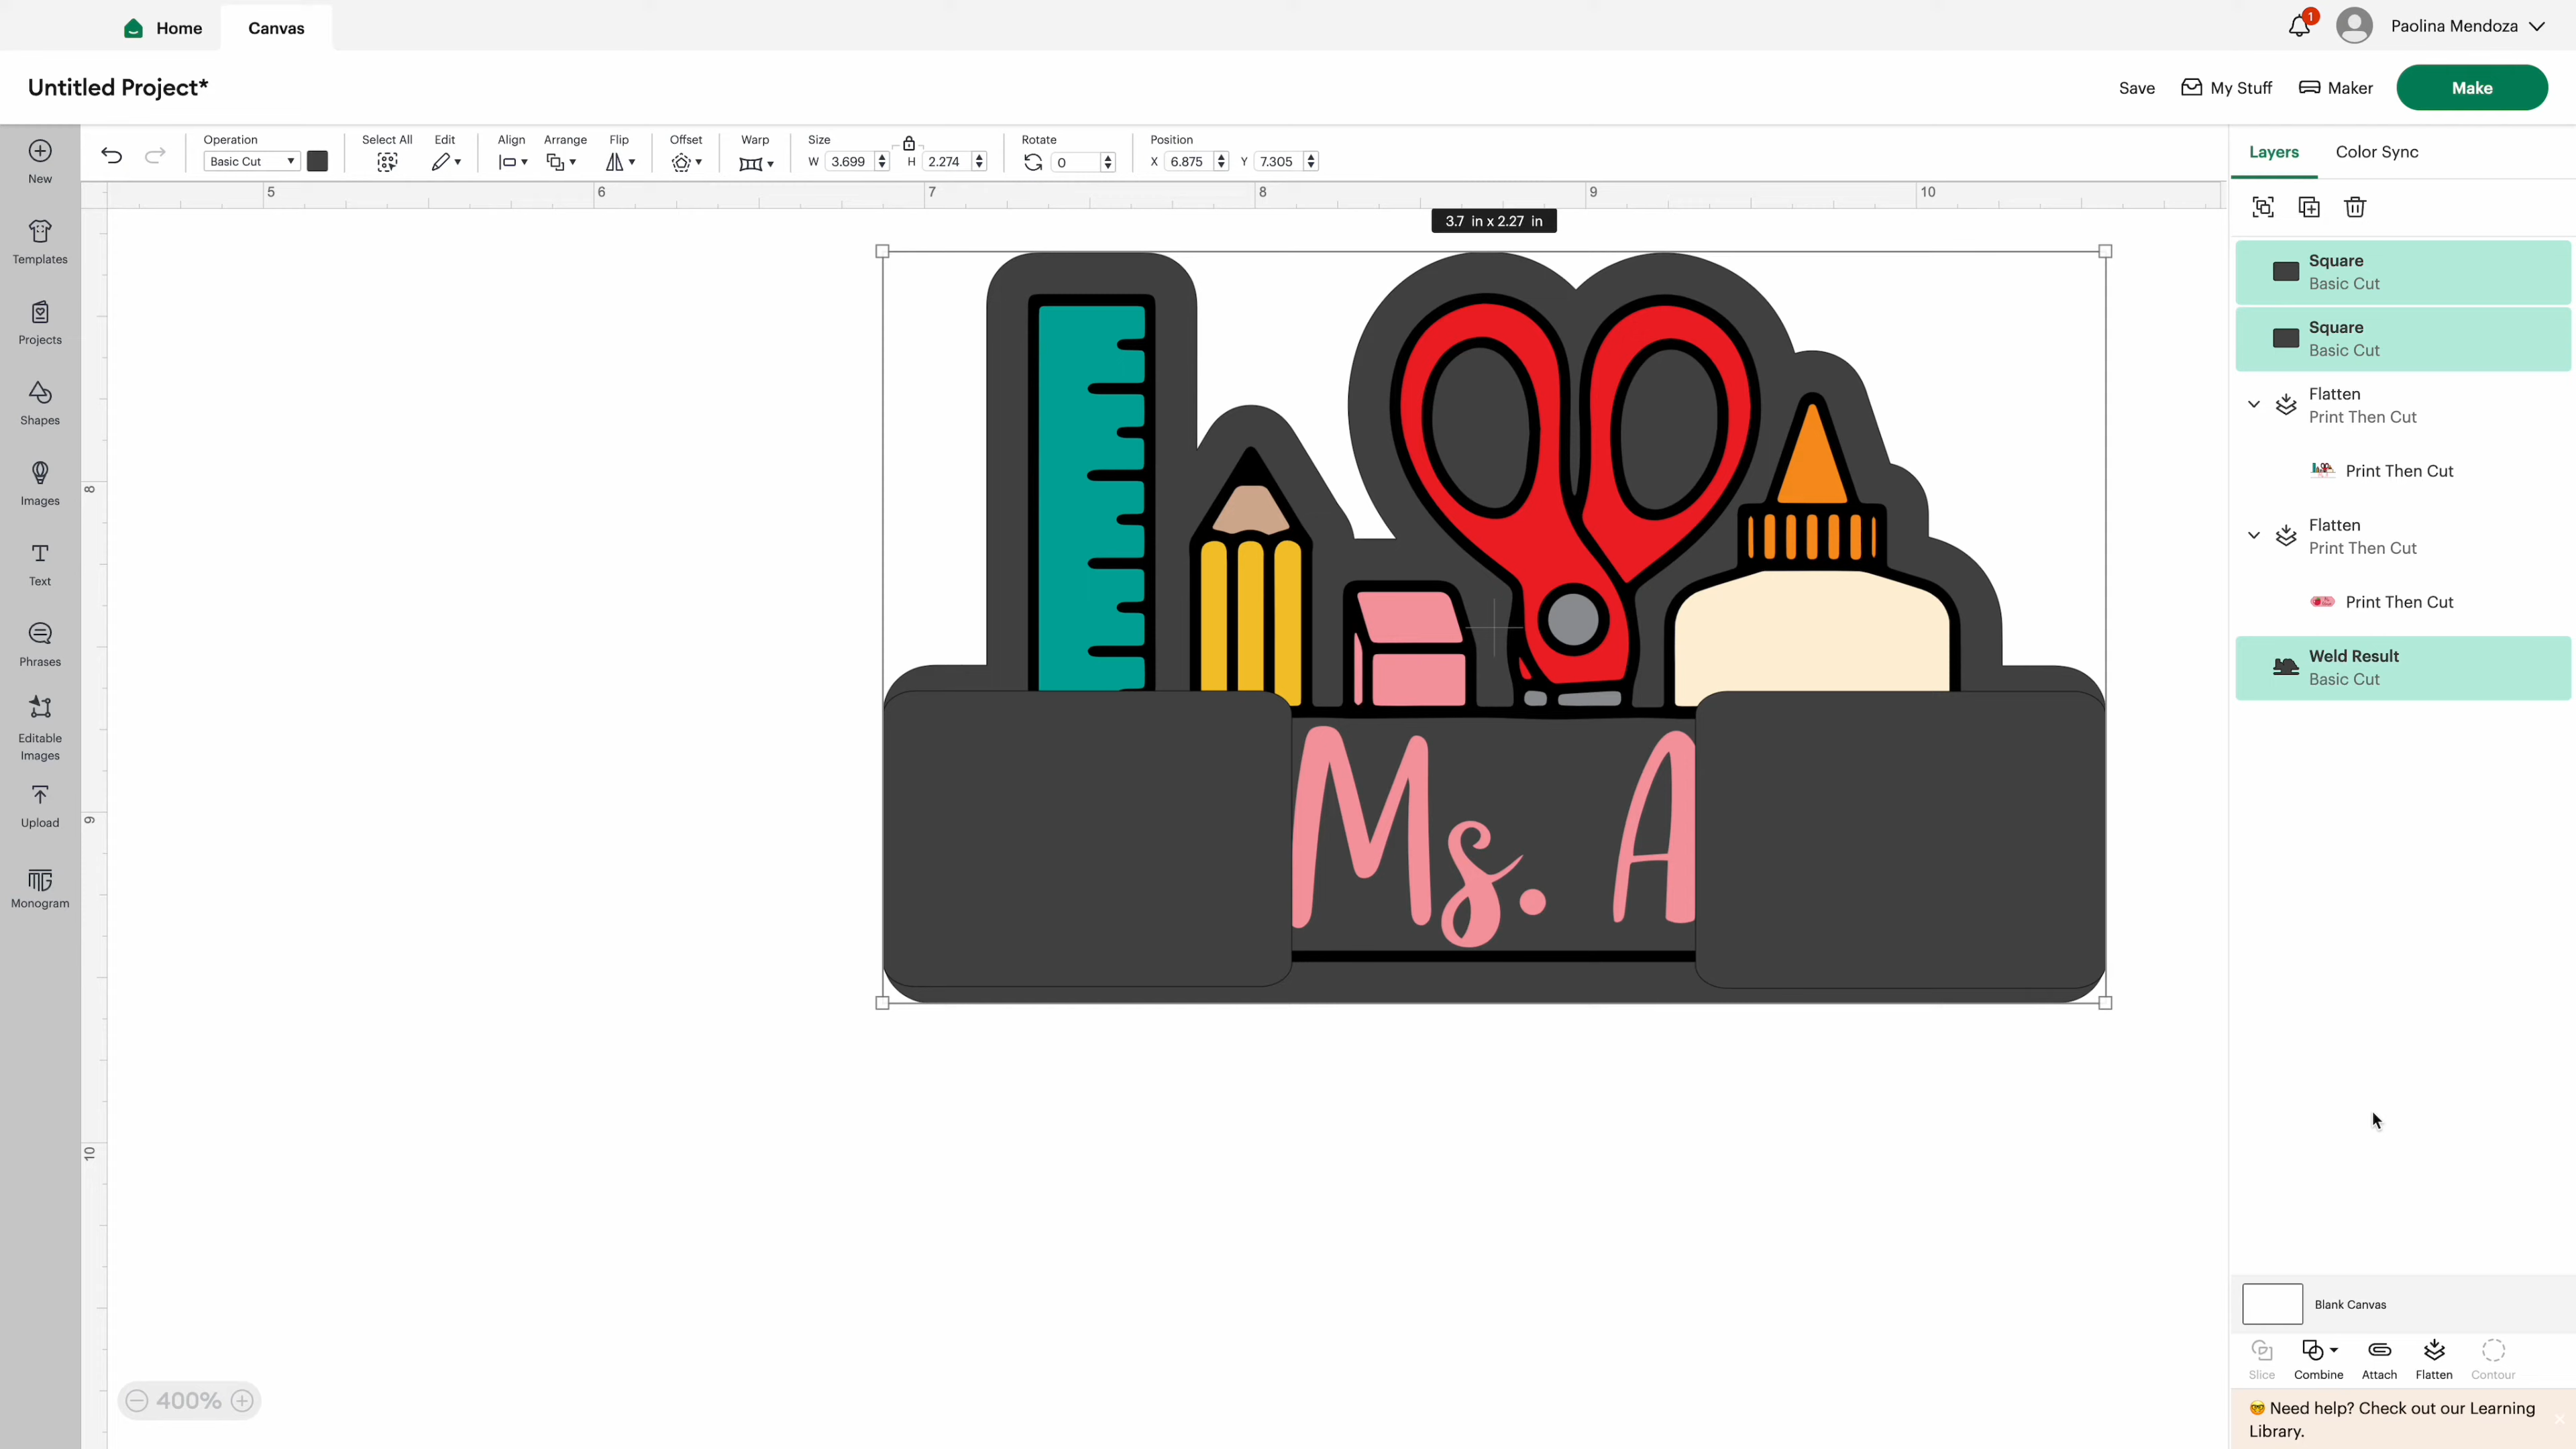 Home
Canvas
1
Paolina Mendoza
Untitled Project*
Save
My Stuff
Maker
Make
New
Templates
Projects
Shapes
Images
Text
Phrases
Editable
Images
Upload
Monogram
Operation
Basic Cut
Select All
Edit
Align
Arrange
Flip
Offset
Warp
Size
W 3.699
H 2.274
Rotate
0
Position
X 6.875
Y 7.305
5 6 7 8 9 10
8
9
10
3.7 in x 2.27 in
Ms. A
400%
Layers
Color Sync
Square
Basic Cut
Square
Basic Cut
Flatten
Print Then Cut
Print Then Cut
Flatten
Print Then Cut
Print Then Cut
Weld Result
Basic Cut
Blank Canvas
Slice
Combine
Attach
Flatten
Contour
Need help? Check out our Learning
Library.